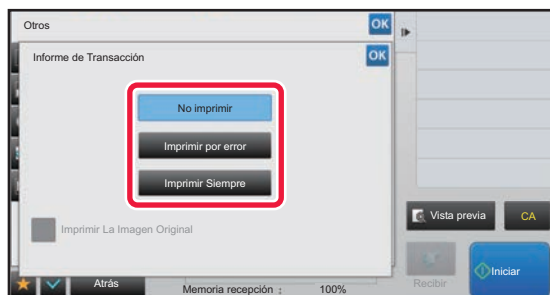 Otros
OK
Informe de Transacción
OK
No imprimir
Imprimir por error
Imprimir Siempre
Imprimir La Imagen Original
Vista previa
CA
Atrás
Memoria recepción :
100%
Recibir
Iniciar